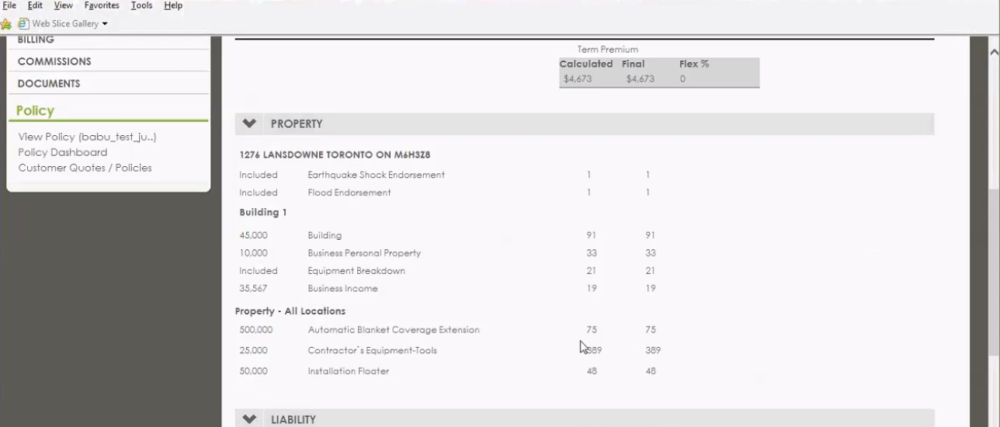 File Edit View Favorites Tools Help
Web Slice Gallery
BILLING
COMMISSIONS
DOCUMENTS
Policy
View Policy (babu_test_ju..)
Policy Dashboard
Customer Quotes / Policies
Term Premium
Calculated Final Flex %
$4,673 $4,673 0
PROPERTY
1276 LANSDOWNE TORONTO ON M6H3Z8
Included Earthquake Shock Endorsement 1 1
Included Flood Endorsement 1 1
Building 1
45,000 Building 91 91
10,000 Business Personal Property 33 33
Included Equipment Breakdown 21 21
35,567 Business Income 19 19
Property - All Locations
500,000 Automatic Blanket Coverage Extension 75 75
25,000 Contractor`s Equipment-Tools 389 389
50,000 Installation Floater 48 48
LIABILITY